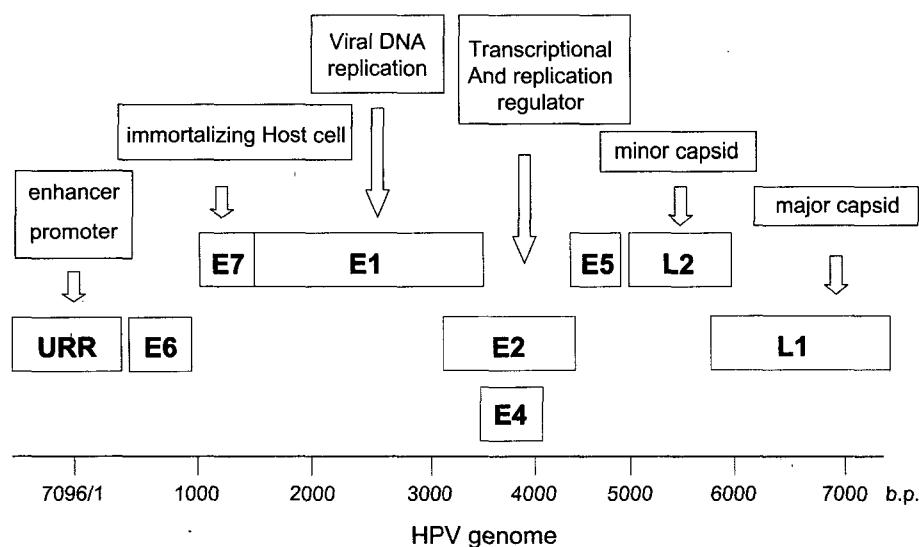 Viral DNA
replication
Transcriptional
And replication
regulator
immortalizing Host cell
minor capsid
enhancer
promoter
major capsid
E7
E1
E5
L2
URR
E6
E2
L1
E4
7096/1
1000
2000
3000
4000
5000
6000
7000
b.p.
HPV genome